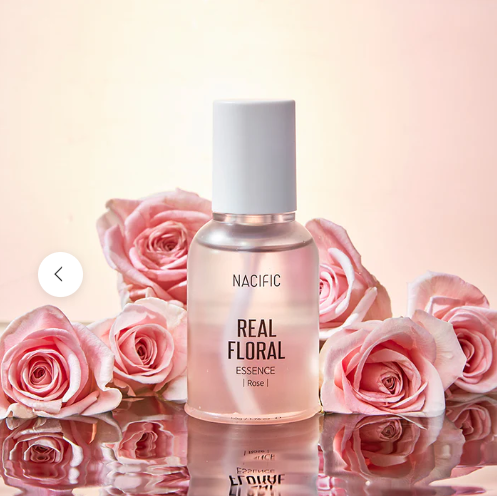 NACIFIC
REAL
FLORAL
ESSENCE
| Rose |